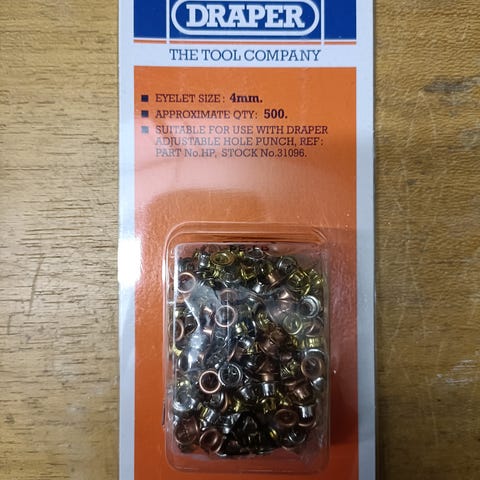 DRAPER
THE TOOL COMPANY
EYELET SIZE: 4mm.
APPROXIMATE QTY: 500.
SUITABLE FOR USE WITH DRAPER
ADJUSTABLE HOLE PUNCH, REF:
PART No.HP, STOCK No.31096.